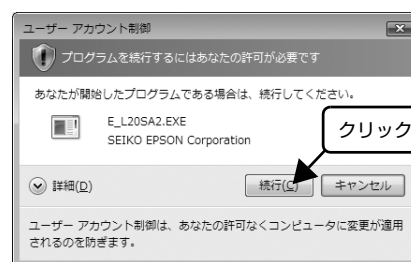 ユーザー アカウント制御
プログラムを続行するにはあなたの許可が必要です
あなたが開始したプログラムである場合は、続行してください。
E_L20SA2.EXE
SEIKO EPSON Corporation
クリック
詳細(D)
続行(C)
キャンセル
ユーザー アカウント制御は、あなたの許可なくコンピュータに変更が適用
されるのを防ぎます。